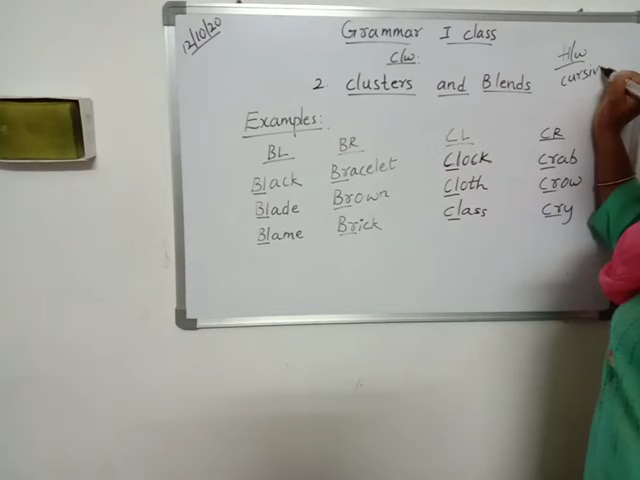 12/10/20
Grammar I class
C/w.
H/w
cursiv
2. Clusters and Blends
Examples:
BL BR CL CR
Black Bracelet Clock Crab
Blade Brown Cloth Crow
Blame Brick class Cry